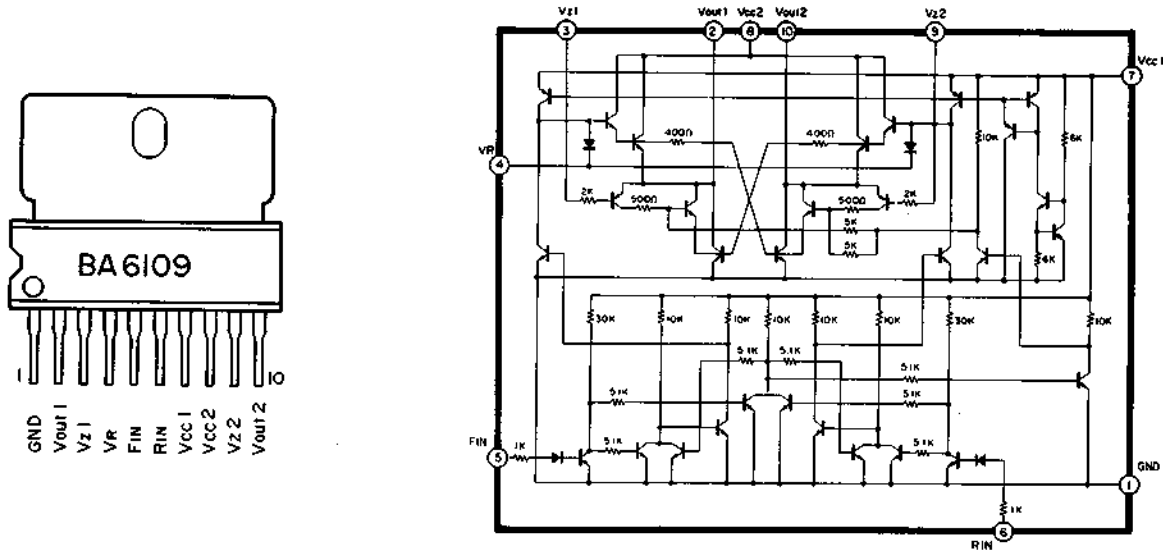 BA6109
1
10
GND
Vout1
Vz1
VR
FIN
RIN
Vcc1
Vcc2
Vz2
Vout2
Vz1
Vout1
Vcc2
Vout2
Vz2
3
2
8
10
9
Vcc1
7
400Ω
400Ω
10K
6K
VR
4
2K
500Ω
500Ω
2K
5K
5K
4K
30K
10K
10K
10K
10K
10K
30K
10K
5.1K
5.1K
5.1K
5.1K
5.1K
FIN
5
1K
5.1K
5.1K
GND
1
1K
6
RIN